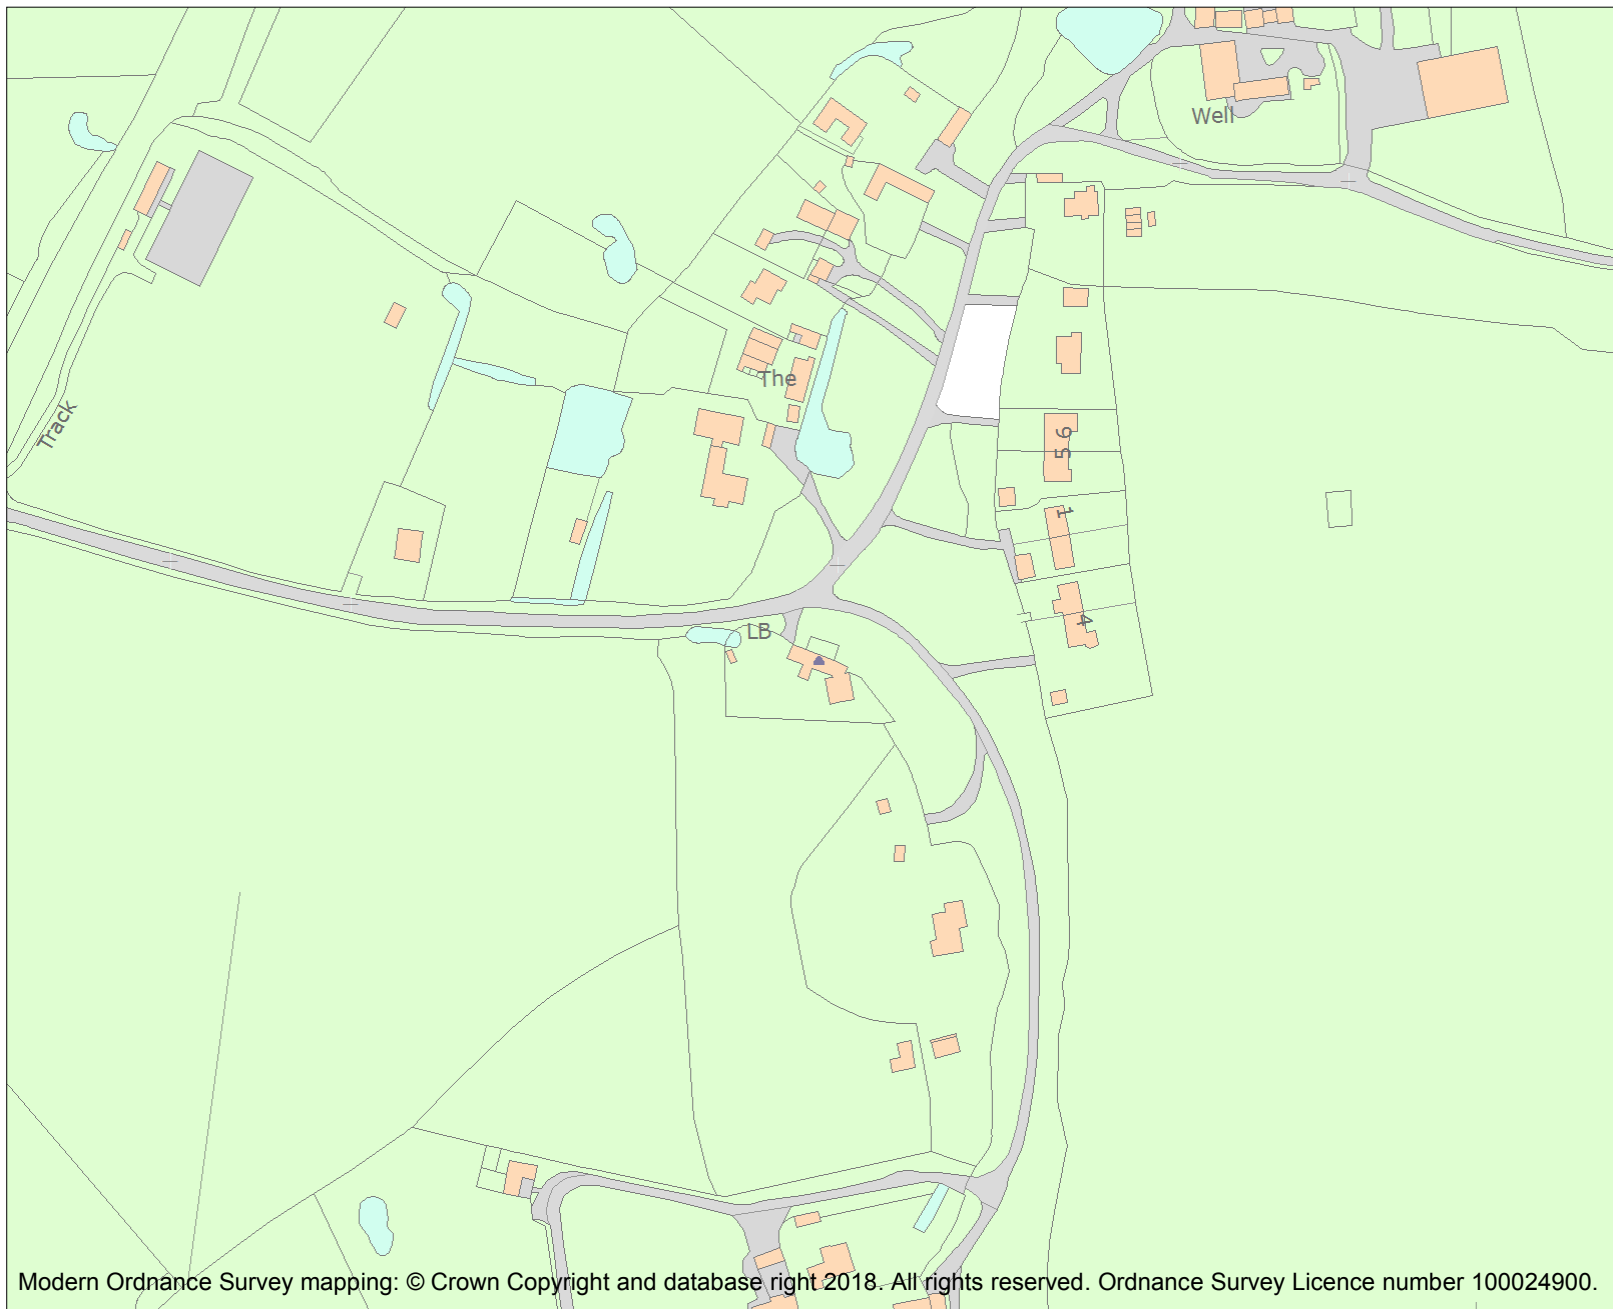 Well
The
Track
6
5
1
LB
4
Modern Ordnance Survey mapping: © Crown Copyright and database right 2018. All rights reserved. Ordnance Survey Licence number 100024900.